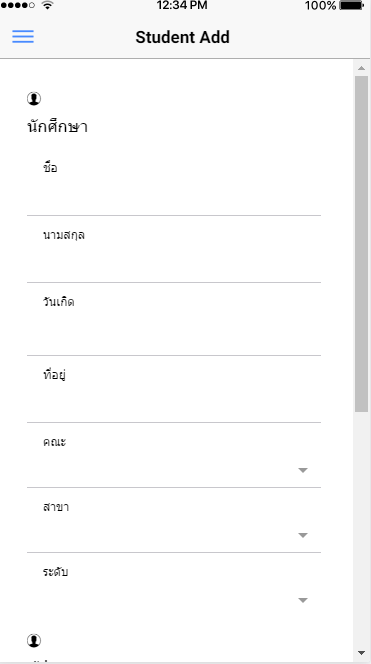 12:34 PM 100%
Student Add
นักศึกษา
ชื่อ
นามสกุล
วันเกิด
ที่อยู่
คณะ
สาขา
ระดับ